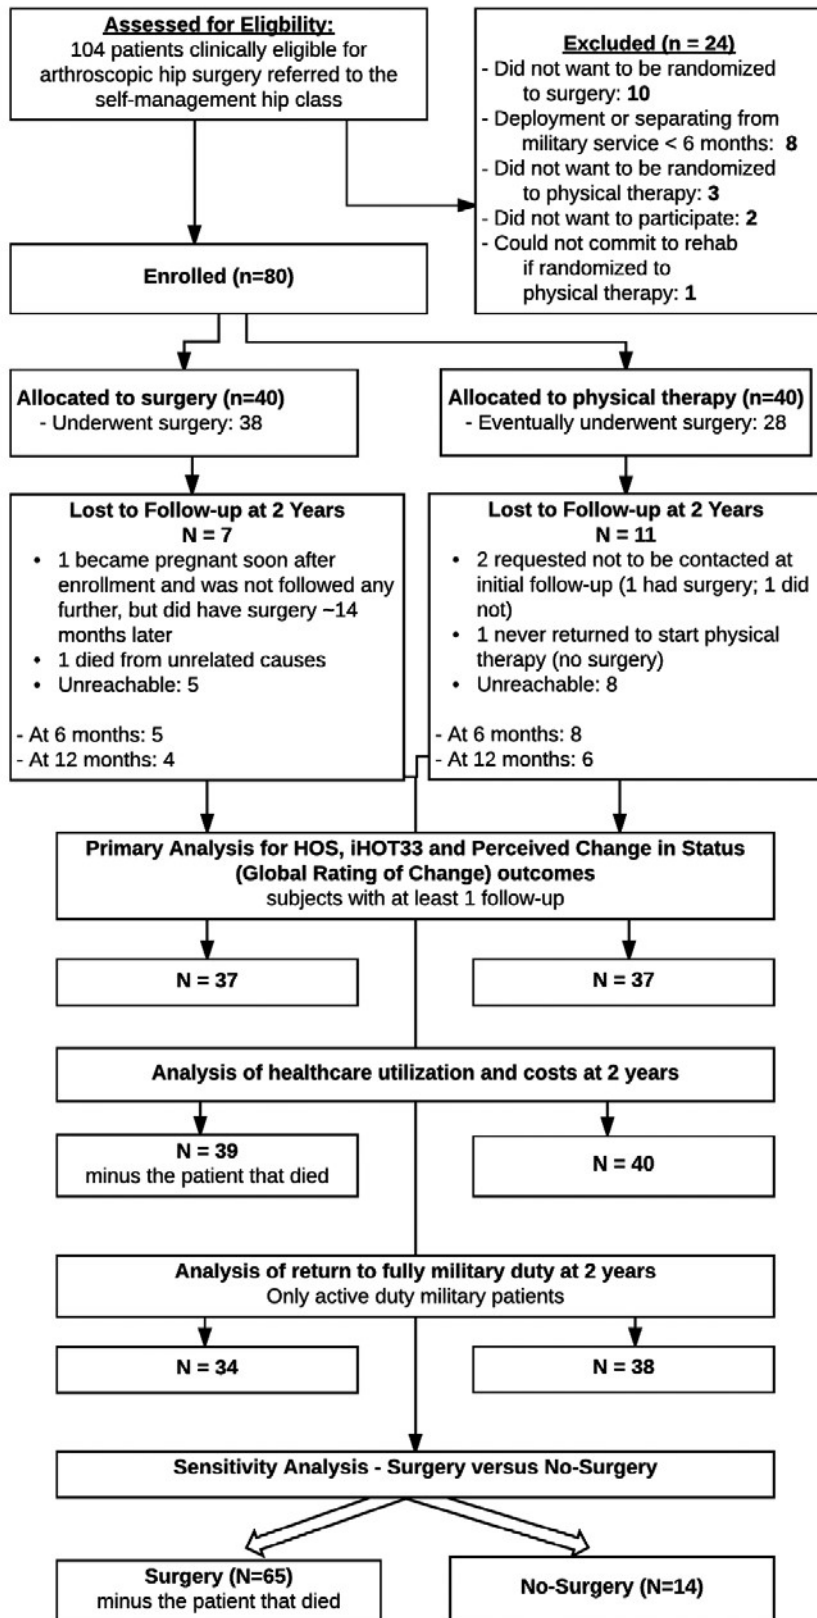 Assessed for Eligbility:
104 patients clinically eligible for
arthroscopic hip surgery referred to the
self-management hip class
Excluded (n = 24)
- Did not want to be randomized
to surgery: 10
- Deployment or separating from
military service < 6 months: 8
- Did not want to be randomized
to physical therapy: 3
- Did not want to participate: 2
- Could not commit to rehab
if randomized to
physical therapy: 1
Enrolled (n=80)
Allocated to surgery (n=40)
- Underwent surgery: 38
Allocated to physical therapy (n=40)
- Eventually underwent surgery: 28
Lost to Follow-up at 2 Years
N = 7
• 1 became pregnant soon after
enrollment and was not followed any
further, but did have surgery ~14
months later
• 1 died from unrelated causes
• Unreachable: 5
- At 6 months: 5
- At 12 months: 4
Lost to Follow-up at 2 Years
N = 11
• 2 requested not to be contacted at
initial follow-up (1 had surgery; 1 did
not)
• 1 never returned to start physical
therapy (no surgery)
• Unreachable: 8
- At 6 months: 8
- At 12 months: 6
Primary Analysis for HOS, iHOT33 and Perceived Change in Status
(Global Rating of Change) outcomes
subjects with at least 1 follow-up
N = 37
N = 37
Analysis of healthcare utilization and costs at 2 years
N = 39
minus the patient that died
N = 40
Analysis of return to fully military duty at 2 years
Only active duty military patients
N = 34
N = 38
Sensitivity Analysis - Surgery versus No-Surgery
Surgery (N=65)
minus the patient that died
No-Surgery (N=14)